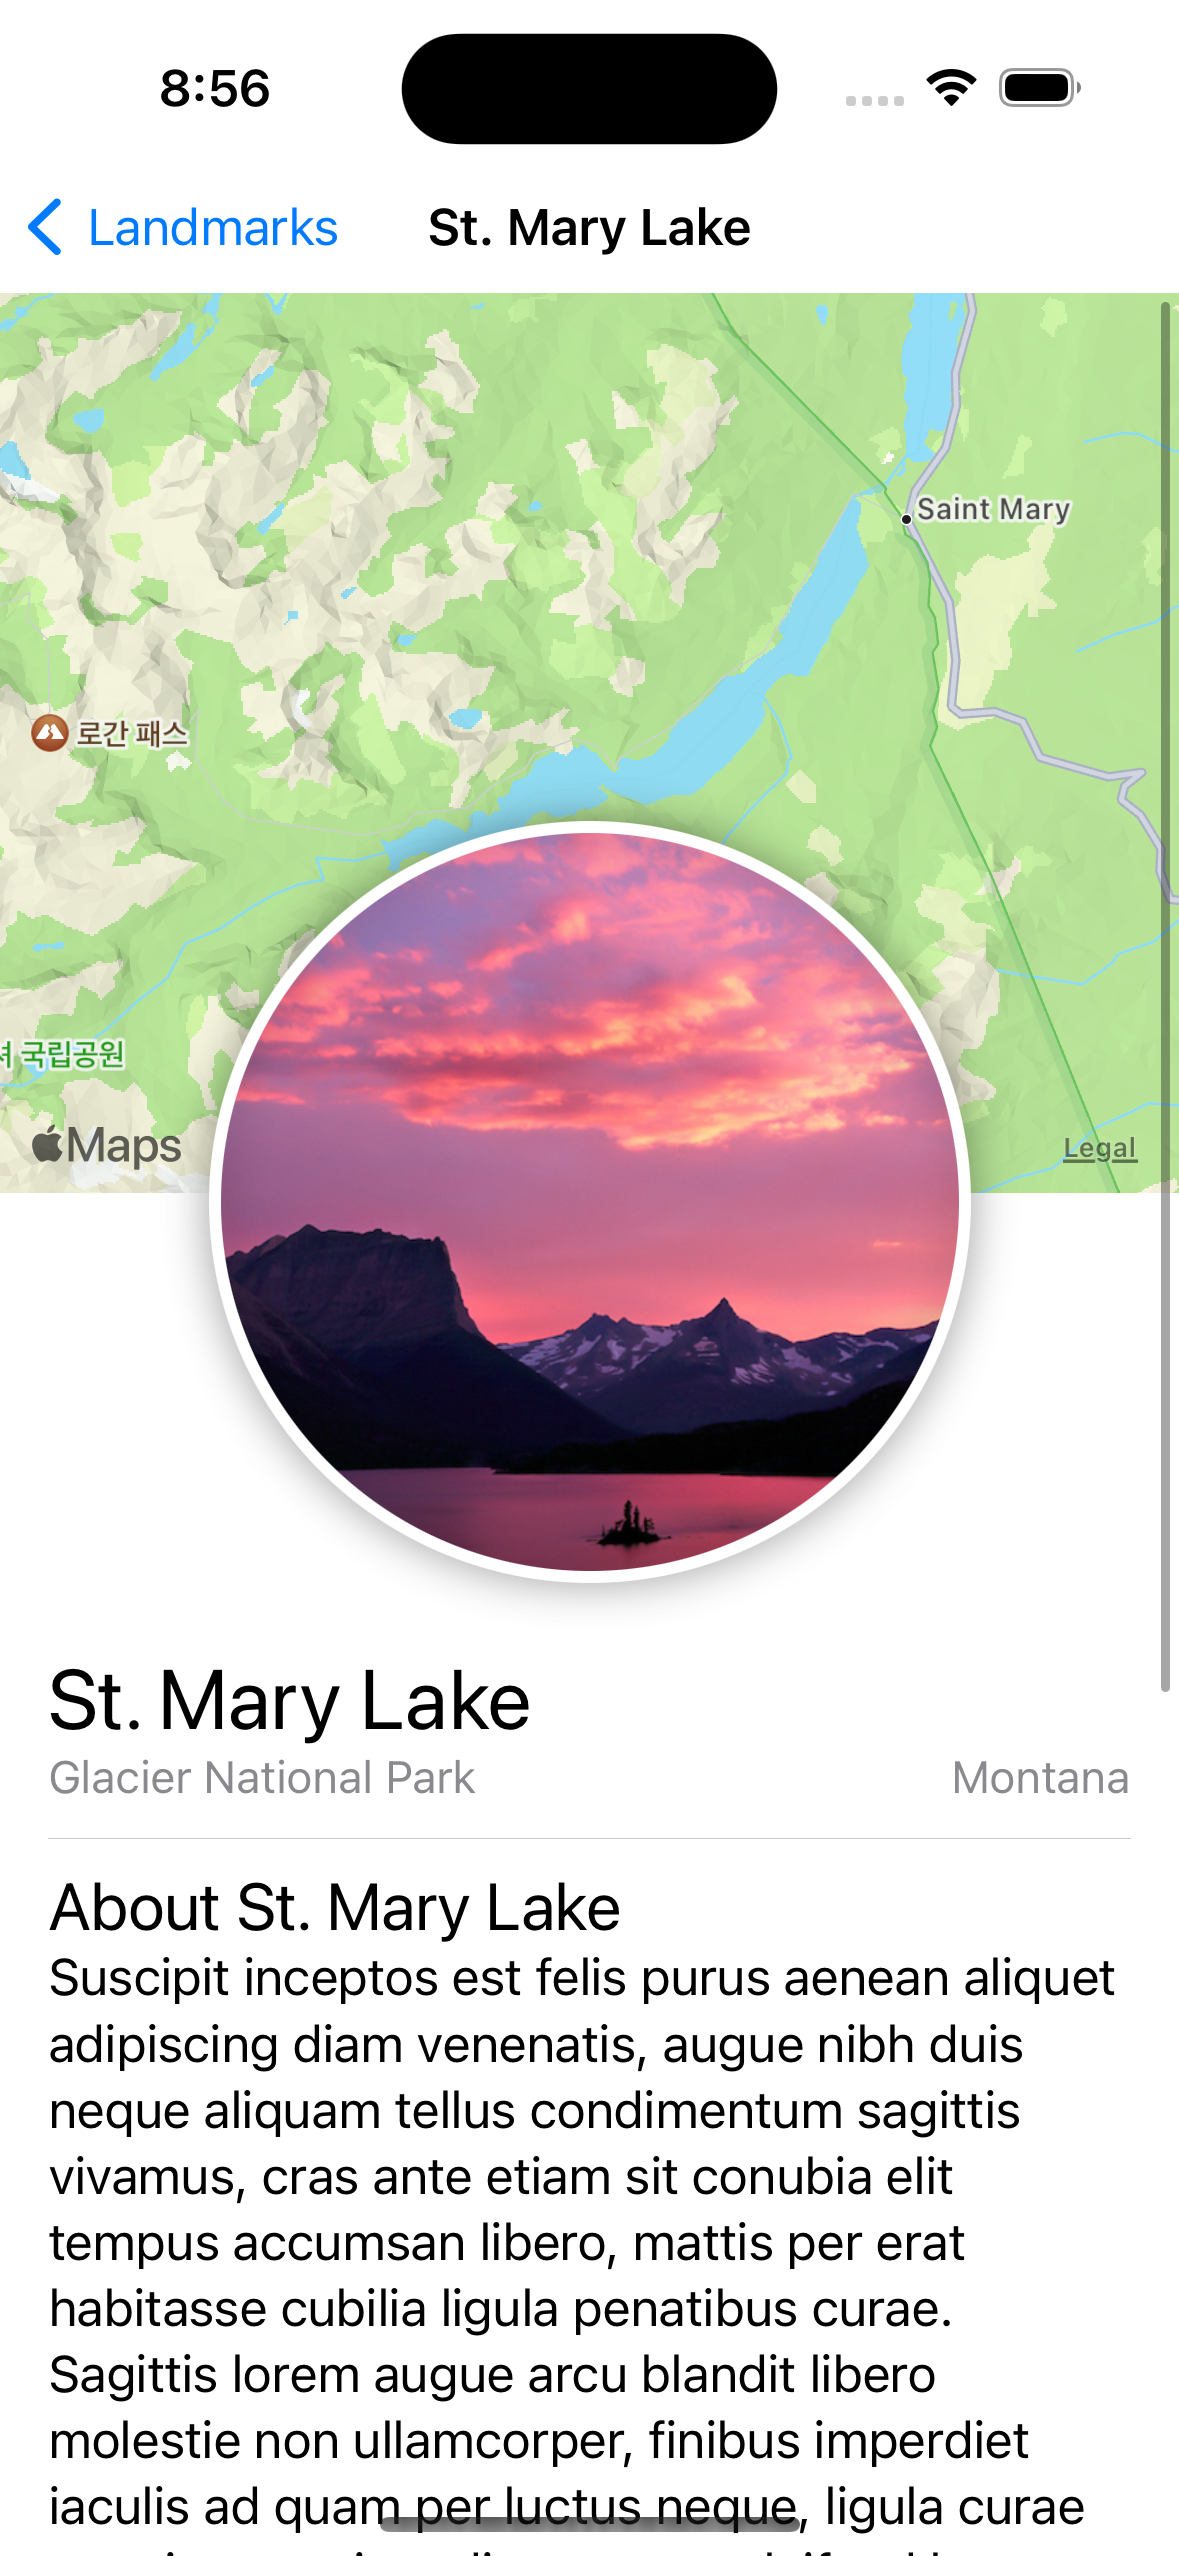 8:56
Landmarks
St. Mary Lake
Saint Mary
로간 패스
국립공원
Maps
Legal
St. Mary Lake
Glacier National Park
Montana
About St. Mary Lake
Suscipit inceptos est felis purus aenean aliquet
adipiscing diam venenatis, augue nibh duis
neque aliquam tellus condimentum sagittis
vivamus, cras ante etiam sit conubia elit
tempus accumsan libero, mattis per erat
habitasse cubilia ligula penatibus curae.
Sagittis lorem augue arcu blandit libero
molestie non ullamcorper, finibus imperdiet
iaculis ad quam per luctus neque, ligula curae